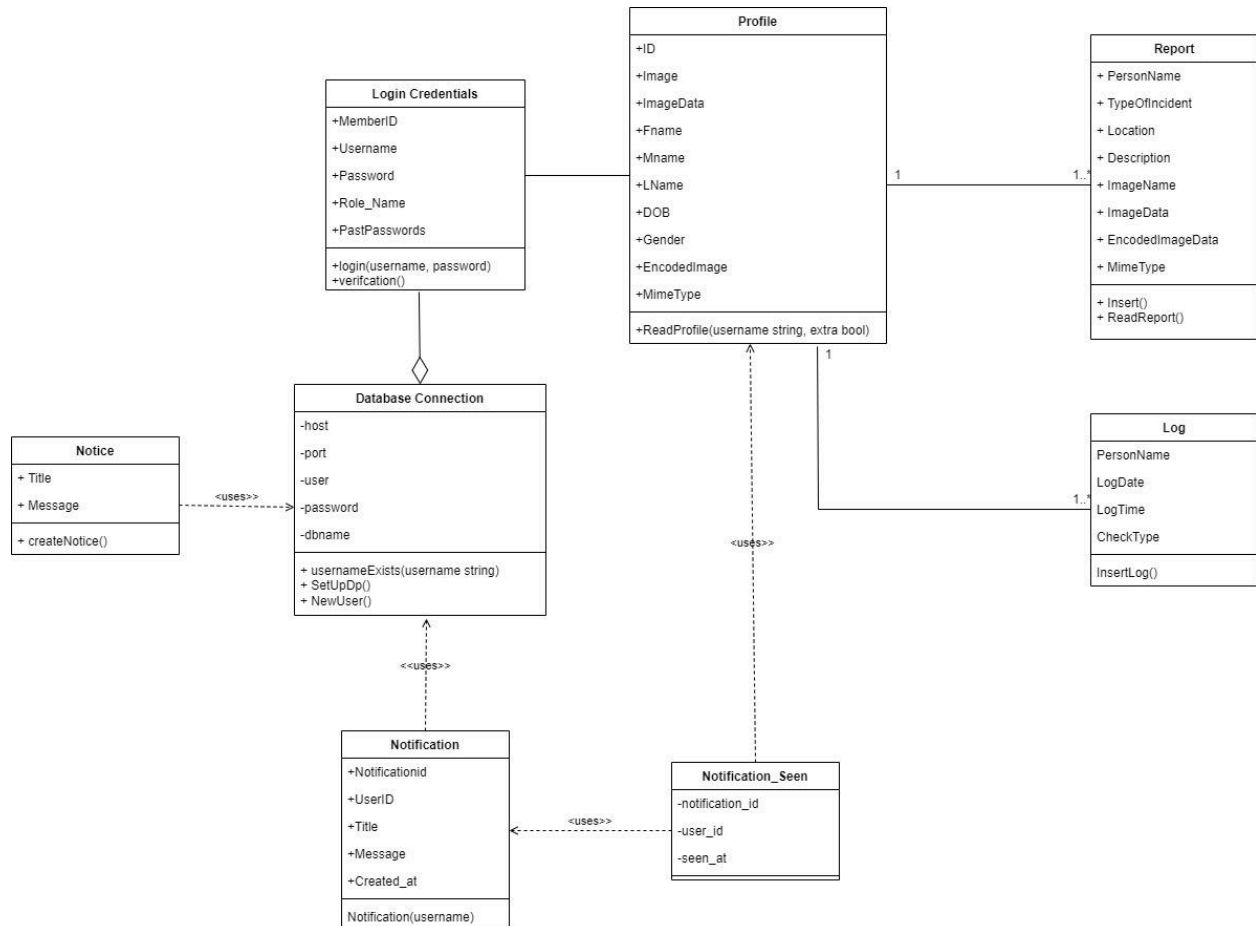 Profile
+ID
+Image
+ImageData
+Fname
+Mname
+LName
+DOB
+Gender
+EncodedImage
+MimeType
+ReadProfile(username string, extra bool)
Report
+ PersonName
+ TypeOfIncident
+ Location
+ Description
+ ImageName
+ ImageData
+ EncodedImageData
+ MimeType
+ Insert()
+ ReadReport()
Login Credentials
+MemberID
+Username
+Password
+Role_Name
+PastPasswords
+login(username, password)
+verifcation()
1
1..*
1
1..*
Database Connection
-host
-port
-user
-password
-dbname
+ usernameExists(username string)
+ SetUpDp()
+ NewUser()
Notice
+ Title
+ Message
+ createNotice()
<uses>>
Log
PersonName
LogDate
LogTime
CheckType
InsertLog()
<uses>>
<<uses>>
Notification
+Notificationid
+UserID
+Title
+Message
+Created_at
Notification(username)
<uses>>
Notification_Seen
-notification_id
-user_id
-seen_at